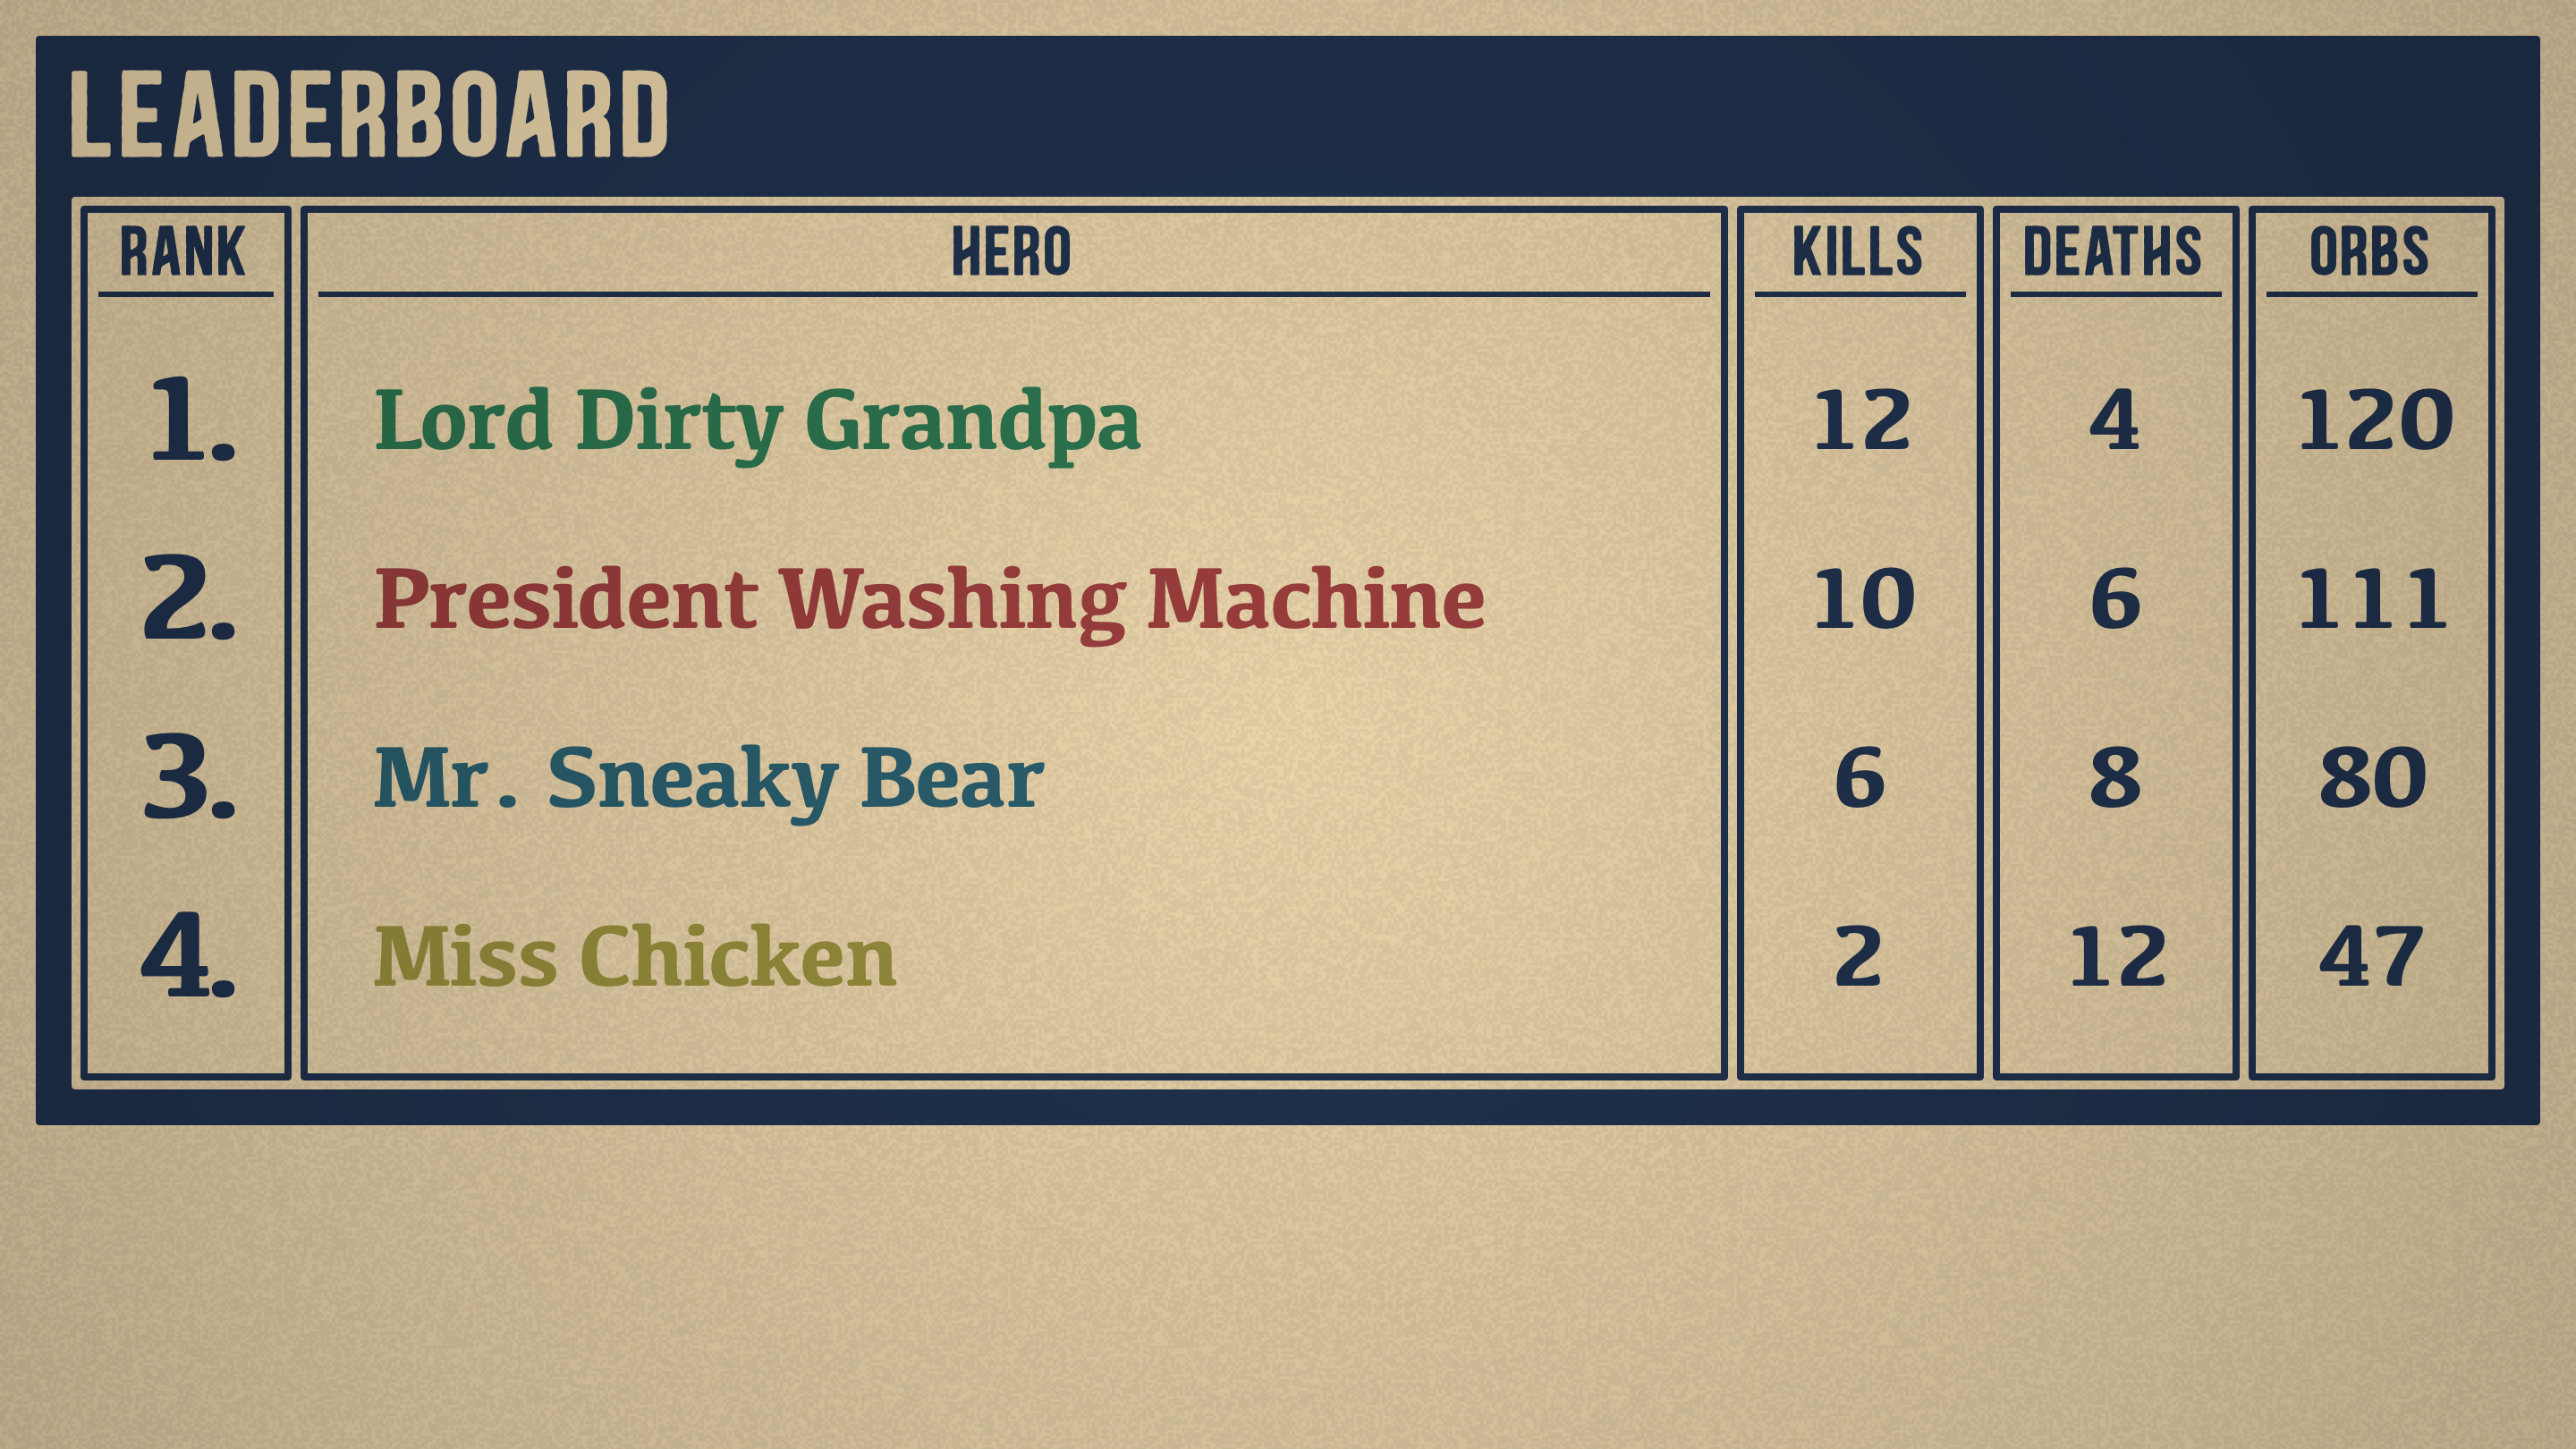 LEADERBOARD
RANK HERO KILLS DEATHS ORBS
1. Lord Dirty Grandpa 12 4 120
2. President Washing Machine 10 6 111
3. Mr. Sneaky Bear 6 8 80
4. Miss Chicken 2 12 47